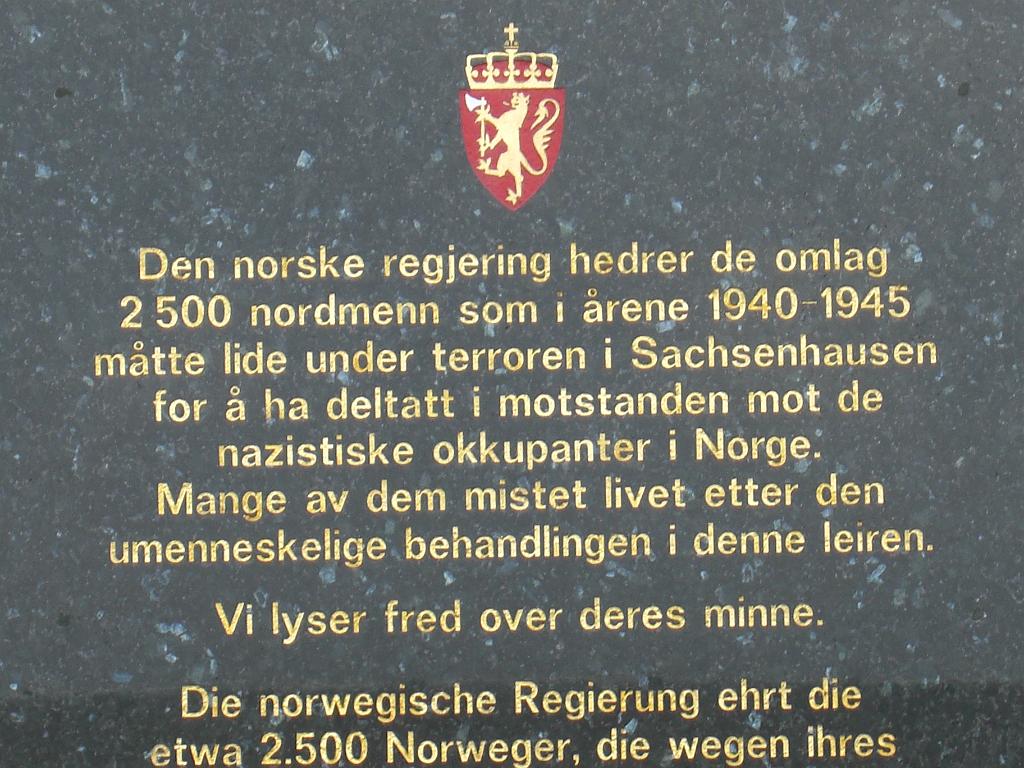 Den norske regjering hedrer de omlag
2 500 nordmenn som i årene 1940-1945
måtte lide under terroren i Sachsenhausen
for å ha deltatt i motstanden mot de
nazistiske okkupanter i Norge.
Mange av dem mistet livet etter den
umenneskelige behandlingen i denne leiren.
Vi lyser fred over deres minne.
Die norwegische Regierung ehrt die
etwa 2.500 Norweger, die wegen ihres